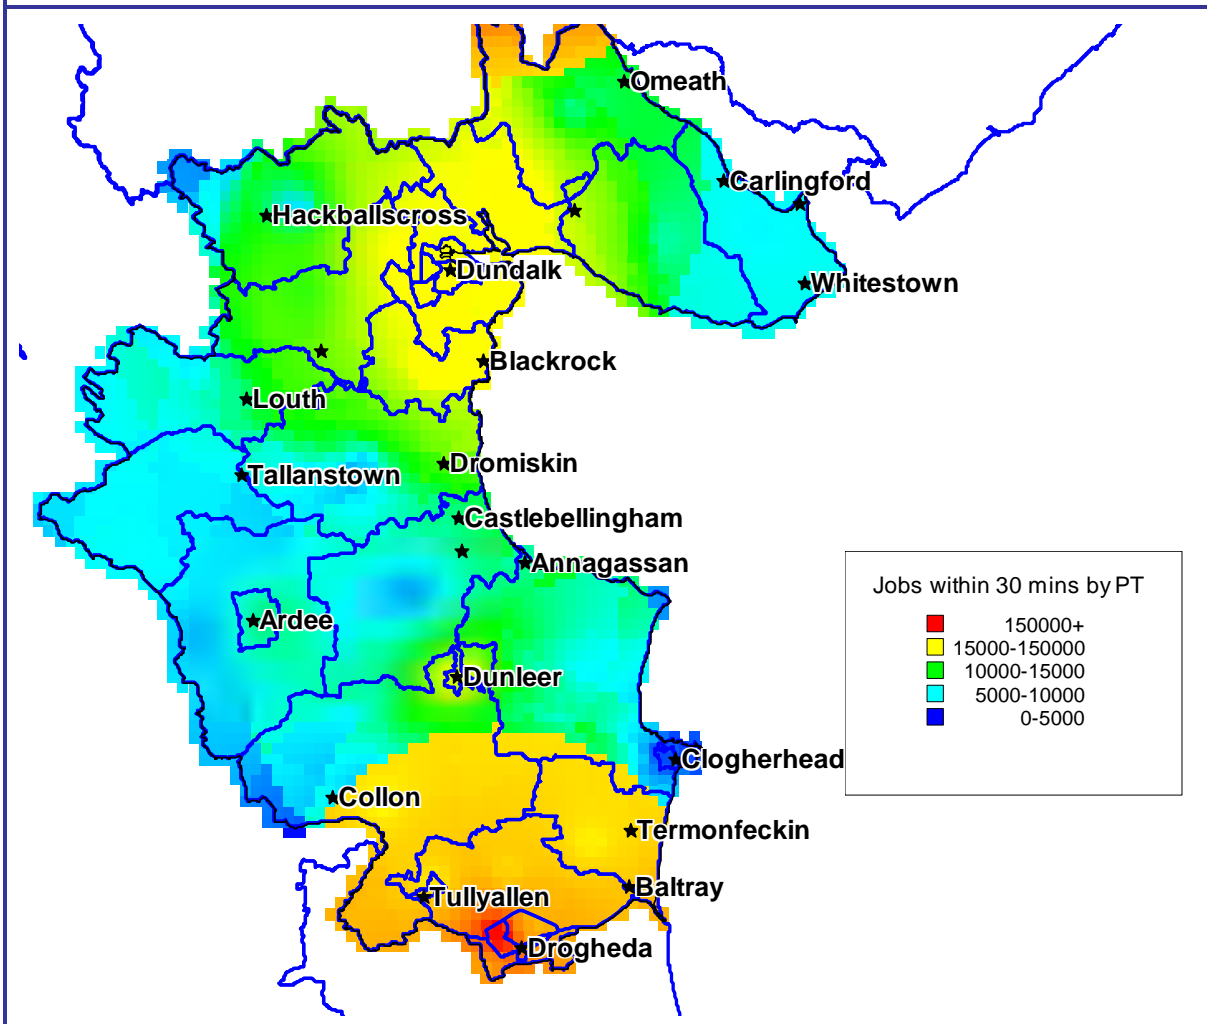 Omeath
Carlingford
Hackballscross
Dundalk
Whitestown
Blackrock
Louth
Dromiskin
Tallanstown
Castlebellingham
Annagassan
Jobs within 30 mins by PT
150000+
15000-150000
10000-15000
5000-10000
0-5000
Ardee
Dunleer
Clogherhead
Collon
Termonfeckin
Baltray
Tullyallen
Drogheda